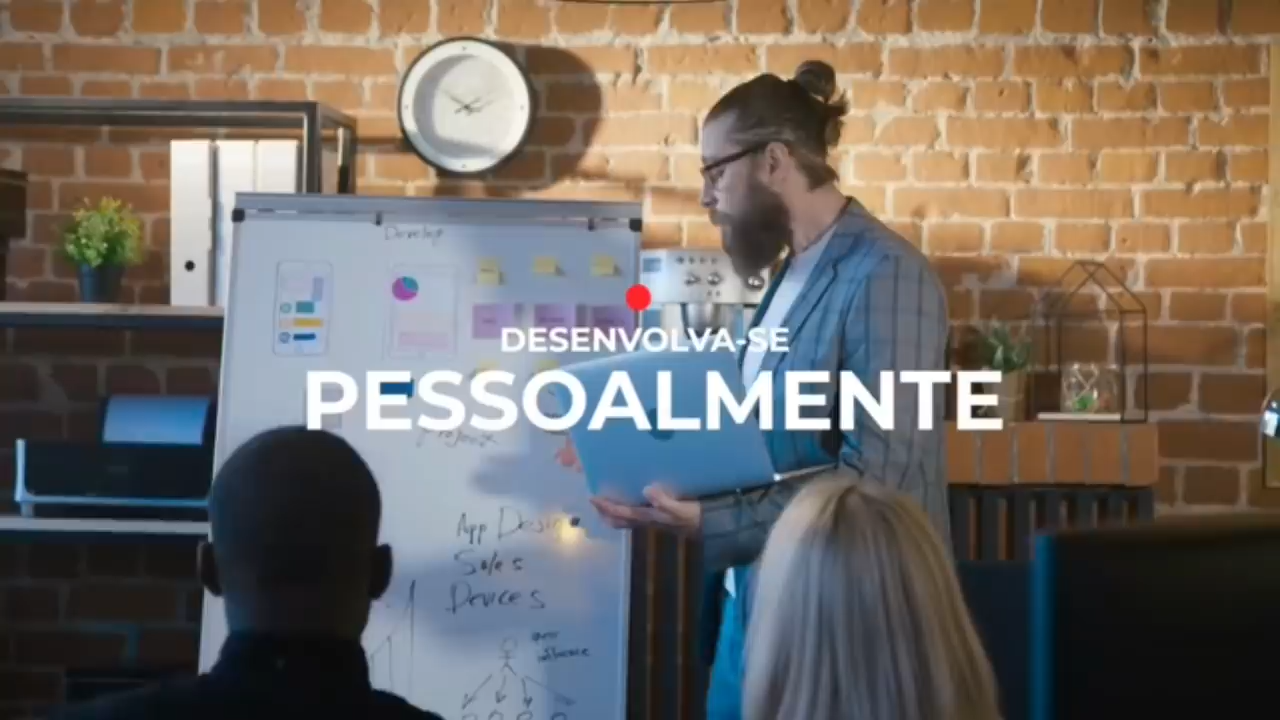 Develop
DESENVOLVA-SE
PESSOALMENTE
App Design
Sales
Devices